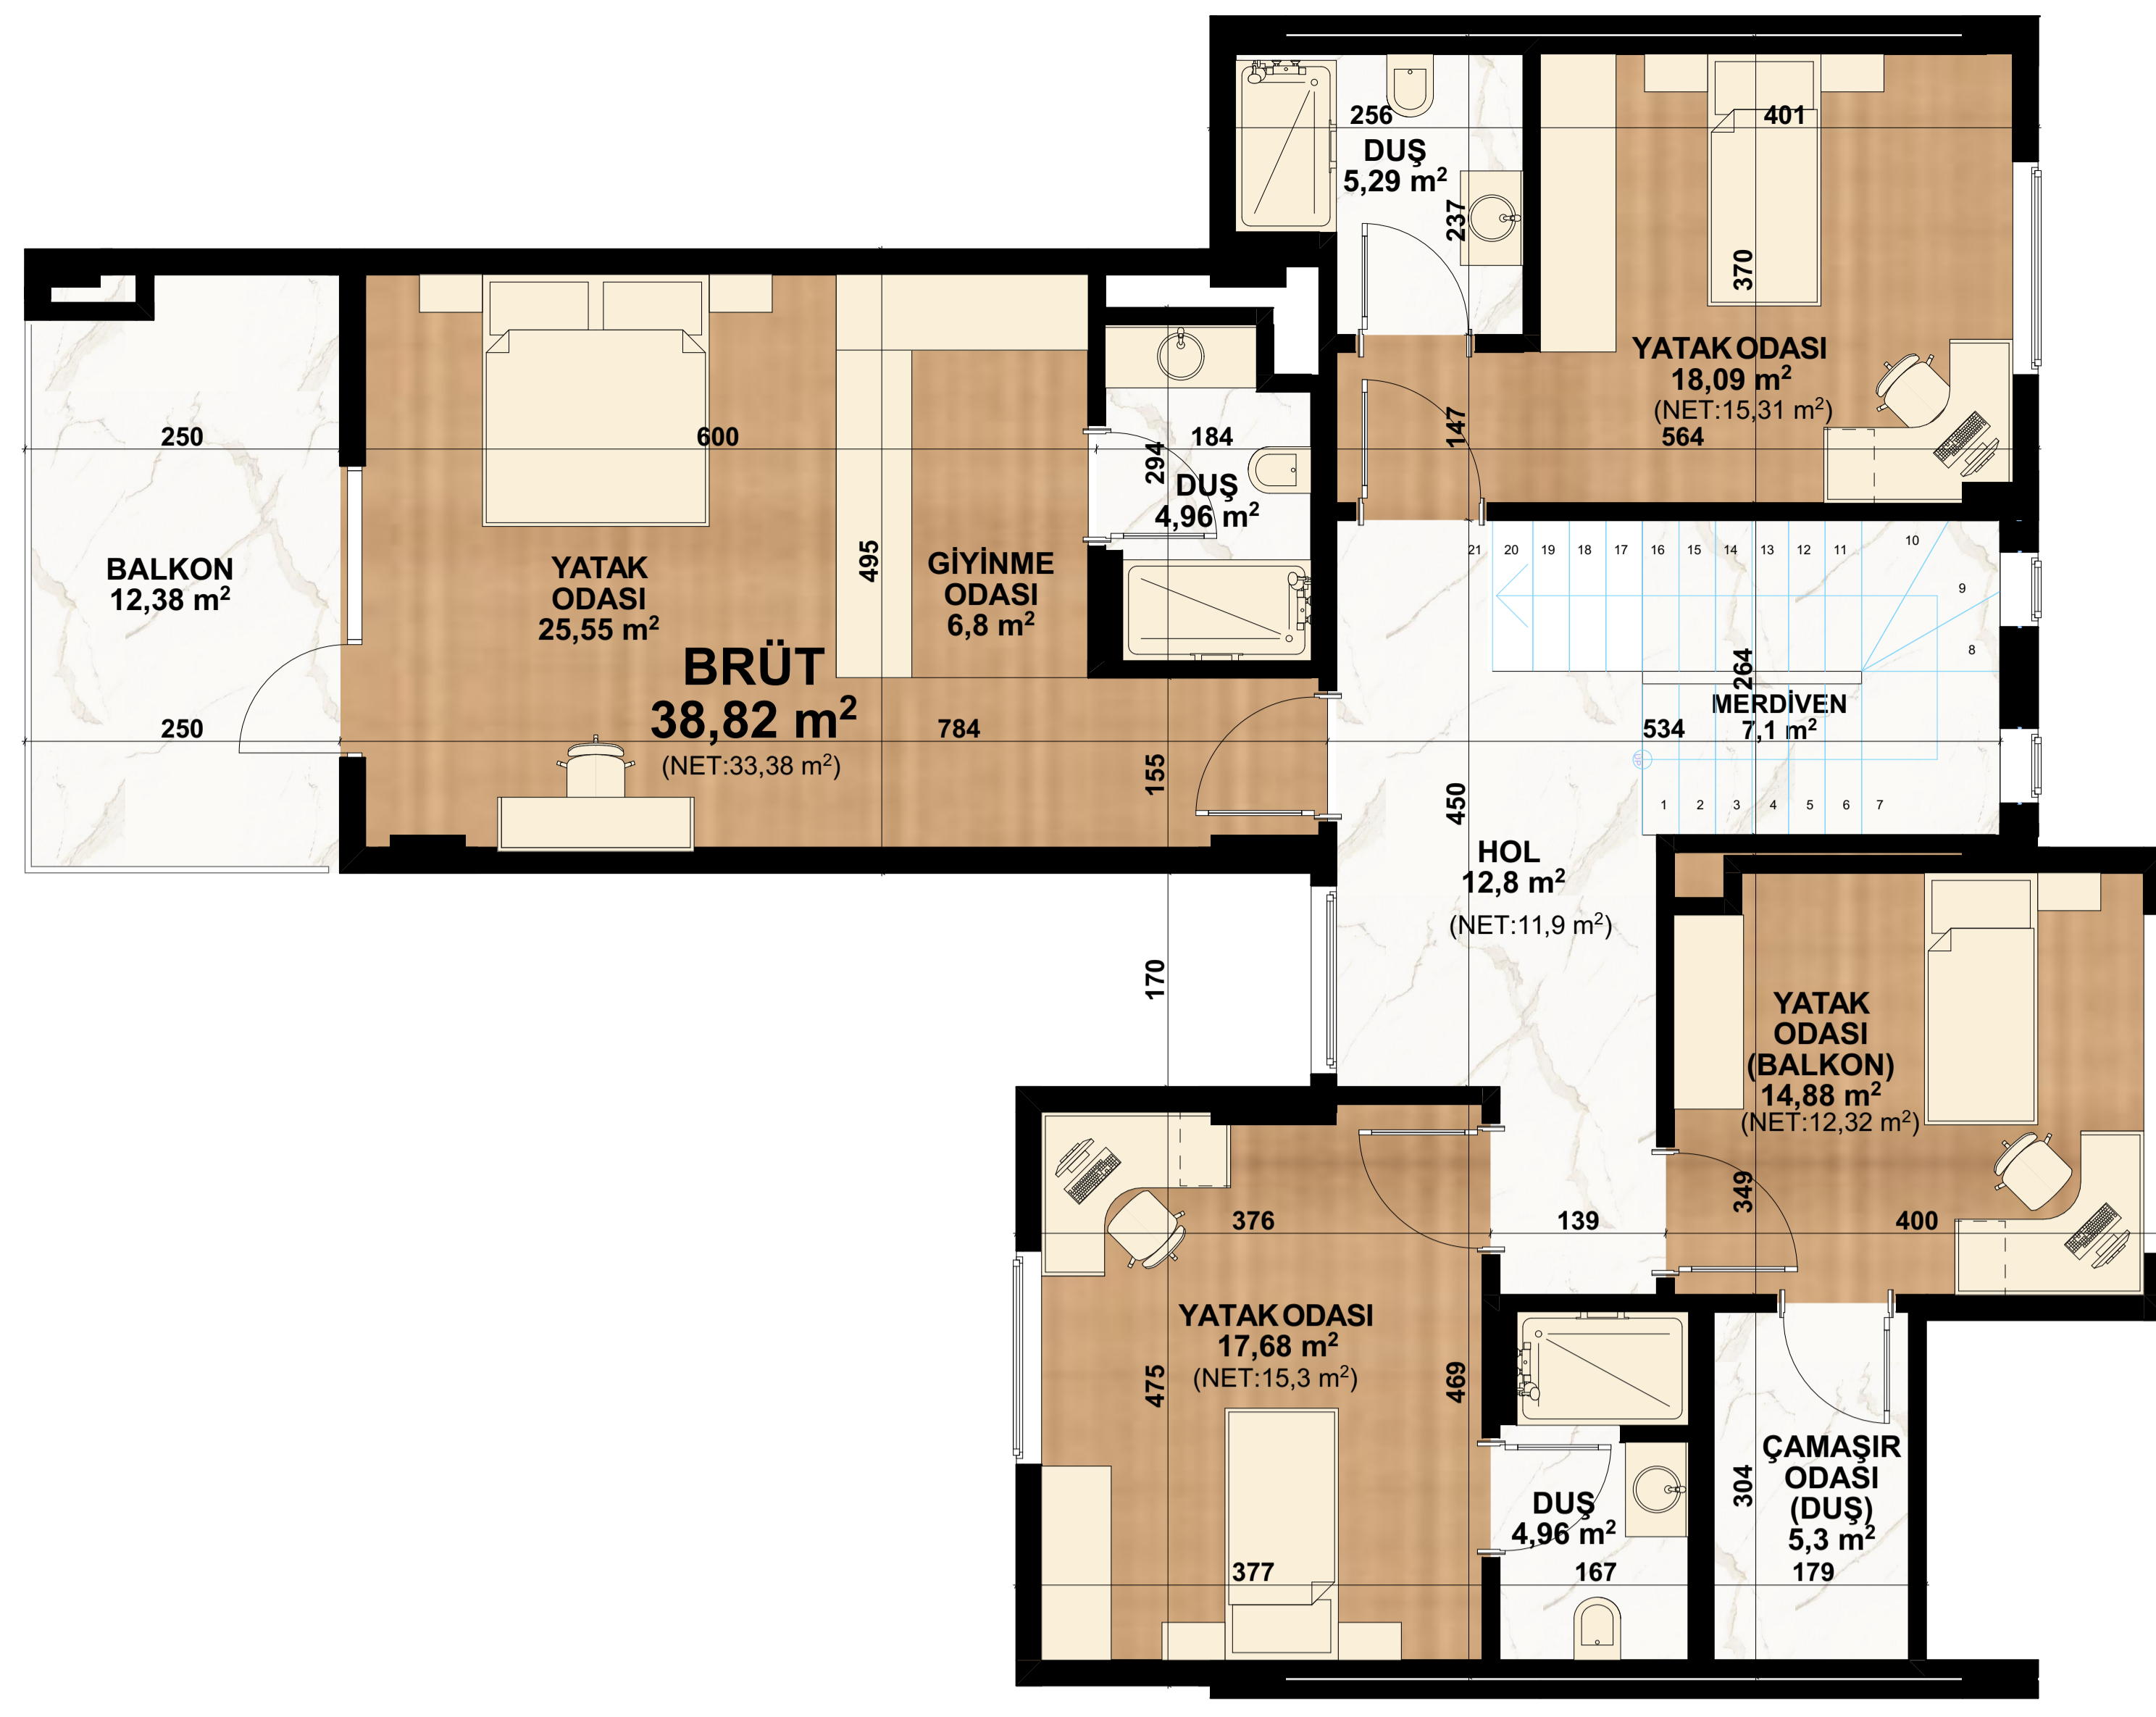 256
DUŞ
5,29 m²
237
401
370
YATAK ODASI
18,09 m²
(NET:15,31 m²)
564
147
250
600
184
294
DUŞ
4,96 m²
495
BALKON
12,38 m²
YATAK
ODASI
25,55 m²
GİYİNME
ODASI
6,8 m²
BRÜT
38,82 m²
(NET:33,38 m²)
250
784
155
21 20 19 18 17 16 15 14 13 12 11 10
9
8
264
MERDİVEN
7,1 m²
534
UP
1 2 3 4 5 6 7
450
HOL
12,8 m²
(NET:11,9 m²)
170
YATAK
ODASI
(BALKON)
14,88 m²
(NET:12,32 m²)
349
376
139
400
YATAK ODASI
17,68 m²
(NET:15,3 m²)
475
469
DUŞ
4,96 m²
304
ÇAMAŞIR
ODASI
(DUŞ)
5,3 m²
377
167
179